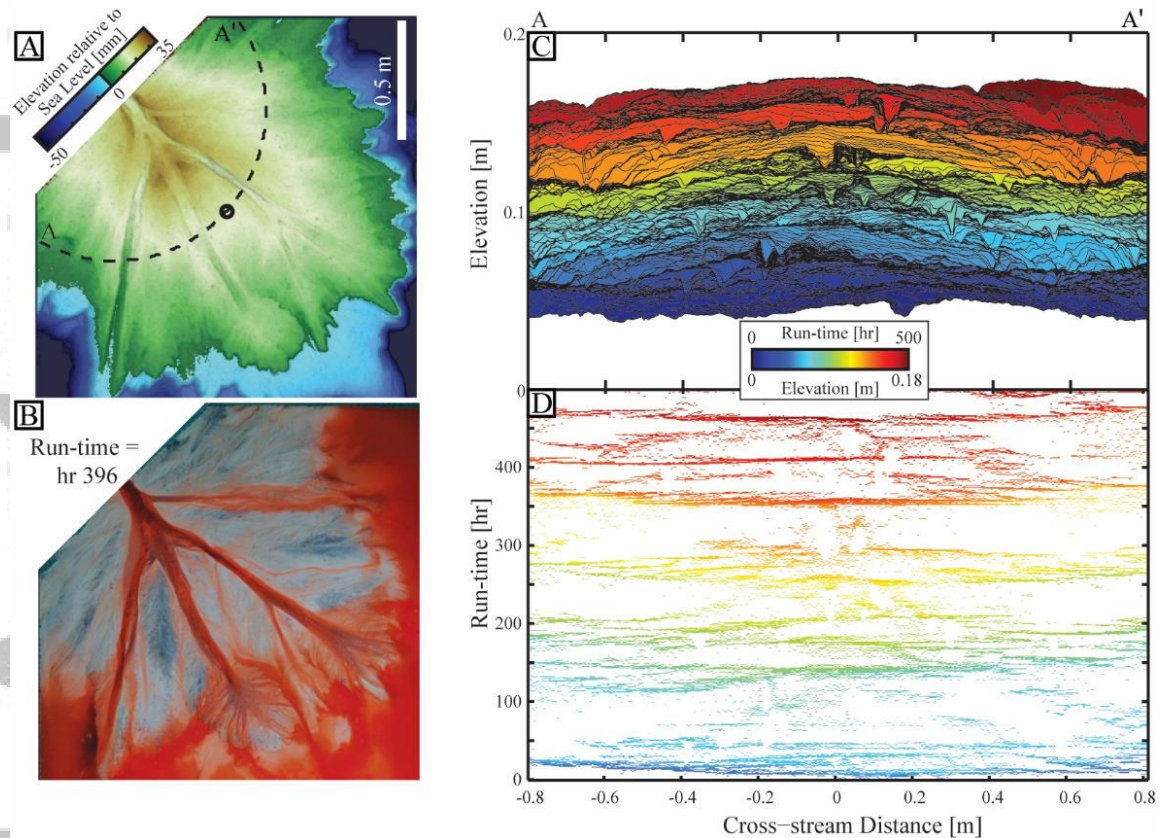 A
Elevation relative to
Sea Level [mm]
-50
0
35
A'
A
0.5 m
B
Run-time =
hr 396
A
A'
C
0.2
0.1
0
Elevation [m]
0 Run-time [hr] 500
0 Elevation [m] 0.18
D
400
300
200
100
0
Run-time [hr]
-0.8 -0.6 -0.4 -0.2 0 0.2 0.4 0.6 0.8
Cross-stream Distance [m]